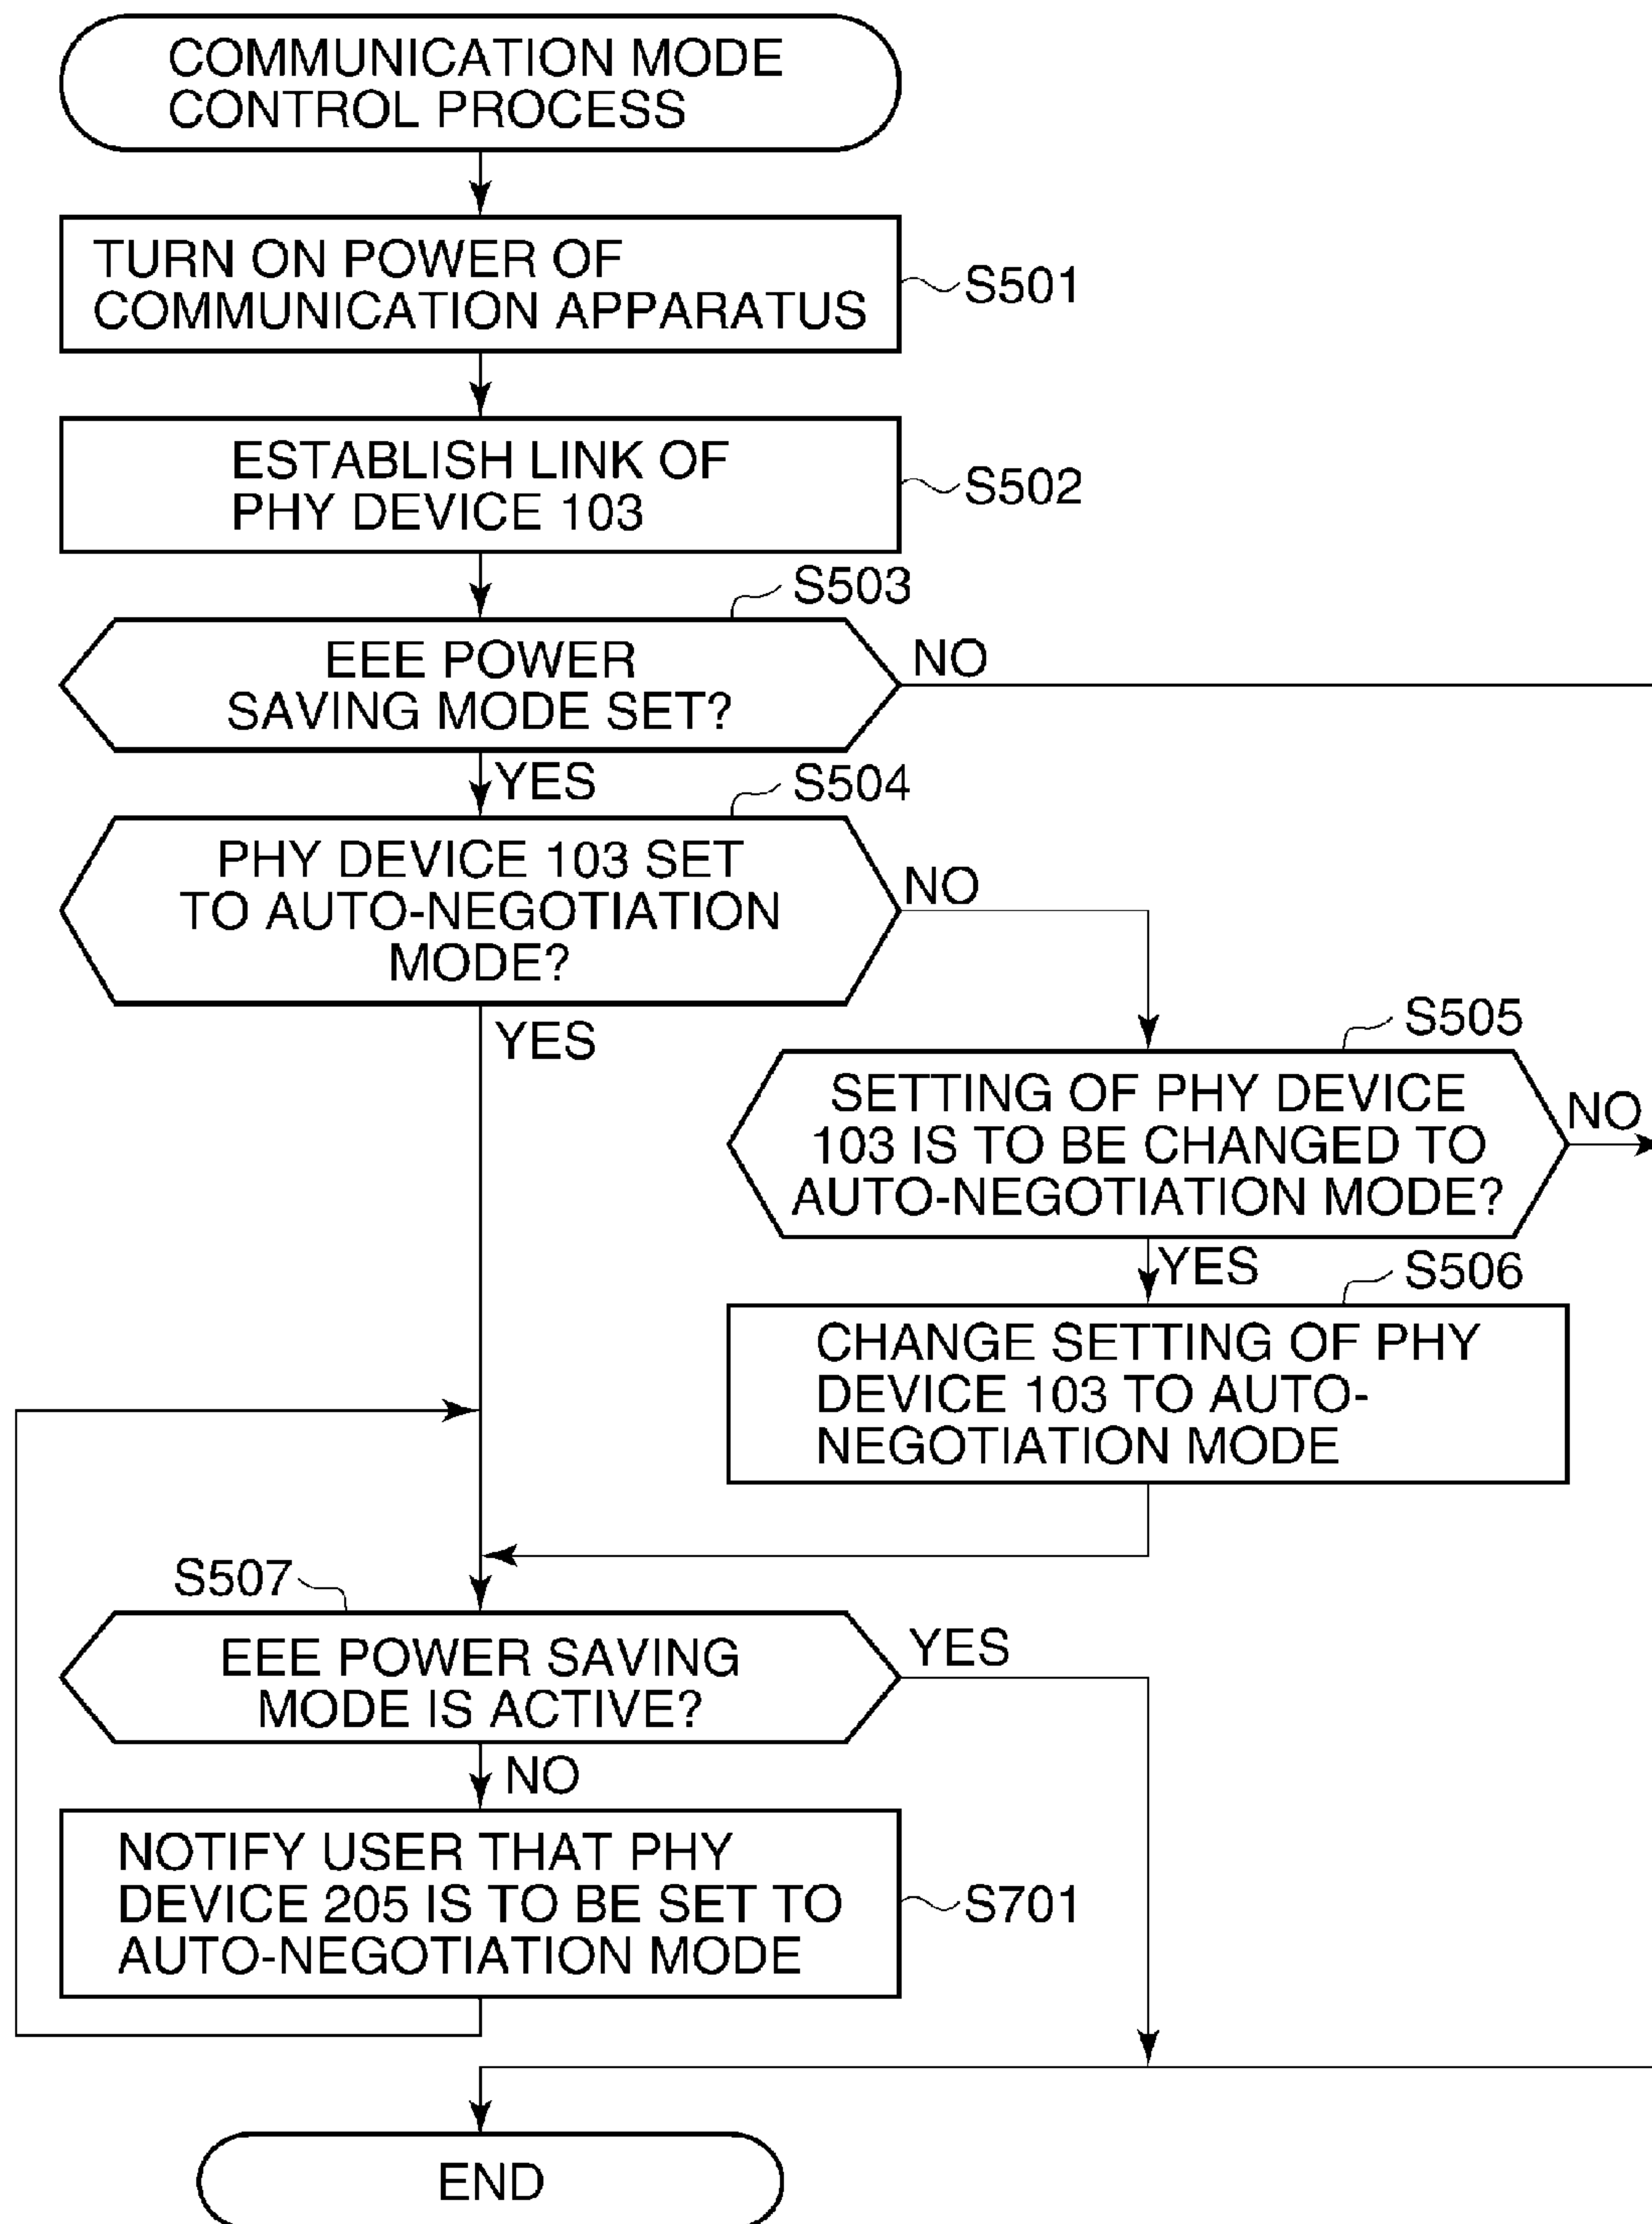 COMMUNICATION MODE
CONTROL PROCESS
TURN ON POWER OF
COMMUNICATION APPARATUS
S501
ESTABLISH LINK OF
PHY DEVICE 103
S502
S503
EEE POWER
SAVING MODE SET?
NO
YES
S504
PHY DEVICE 103 SET
TO AUTO-NEGOTIATION
MODE?
NO
YES
S505
SETTING OF PHY DEVICE
103 IS TO BE CHANGED TO
AUTO-NEGOTIATION MODE?
NO
YES
S506
CHANGE SETTING OF PHY
DEVICE 103 TO AUTO-
NEGOTIATION MODE
S507
EEE POWER SAVING
MODE IS ACTIVE?
YES
NO
NOTIFY USER THAT PHY
DEVICE 205 IS TO BE SET TO
AUTO-NEGOTIATION MODE
S701
END